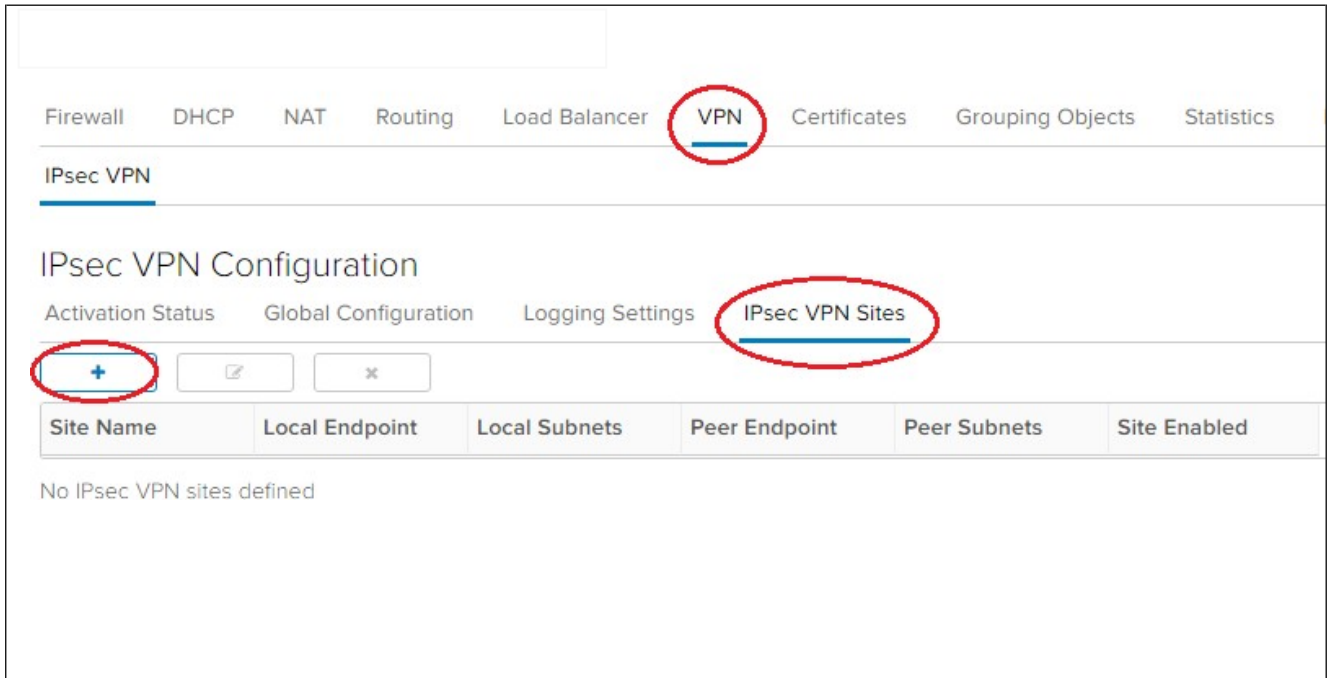 Firewall DHCP NAT Routing Load Balancer VPN Certificates Grouping Objects Statistics
IPsec VPN
IPsec VPN Configuration
Activation Status Global Configuration Logging Settings IPsec VPN Sites
+
Site Name Local Endpoint Local Subnets Peer Endpoint Peer Subnets Site Enabled
No IPsec VPN sites defined